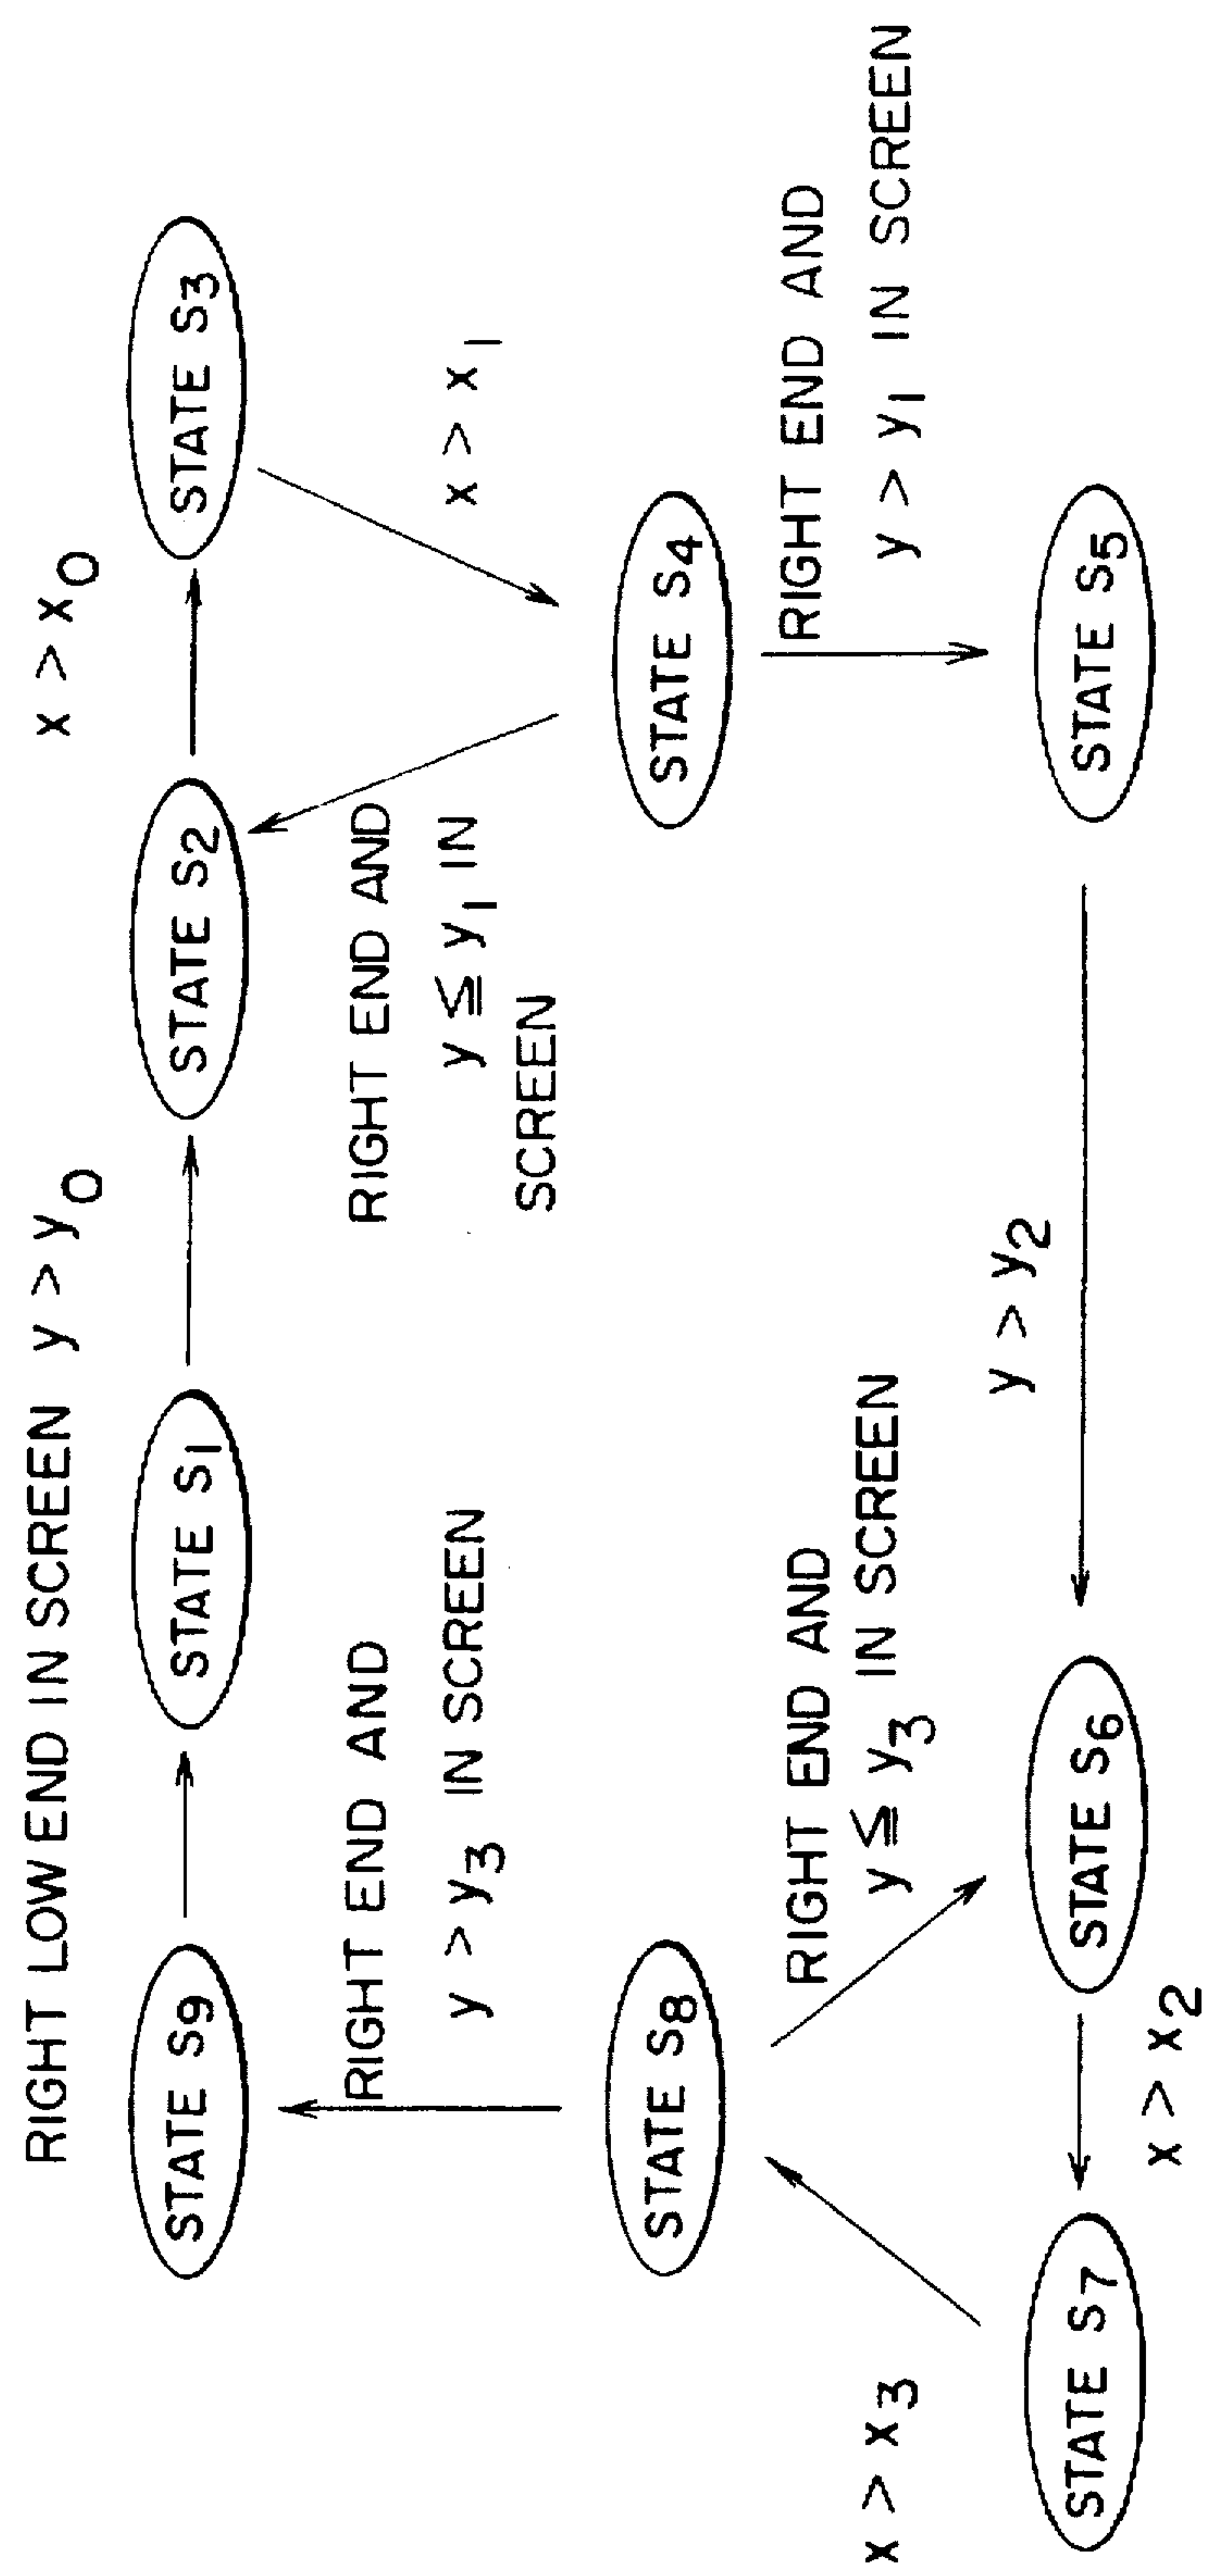 RIGHT LOW END IN SCREEN
y > y0
x > x0
STATE S9
STATE S1
STATE S2
STATE S3
RIGHT END AND
y > y3 IN SCREEN
RIGHT END AND
y ≦ y1 IN
SCREEN
x > x1
STATE S8
STATE S4
RIGHT END AND
y ≦ y3 IN SCREEN
RIGHT END AND
y > y1 IN SCREEN
x > x3
y > y2
STATE S7
STATE S6
STATE S5
x > x2